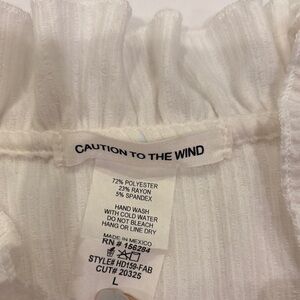 CAUTION TO THE WIND
72% POLYESTER
23% RAYON
5% SPANDEX
HAND WASH
WITH COLD WATER
DO NOT BLEACH
HANG OR LINE DRY
MADE IN MEXICO
RN # 156284
STYLE# HD159-FAB
CUT# 20325
L